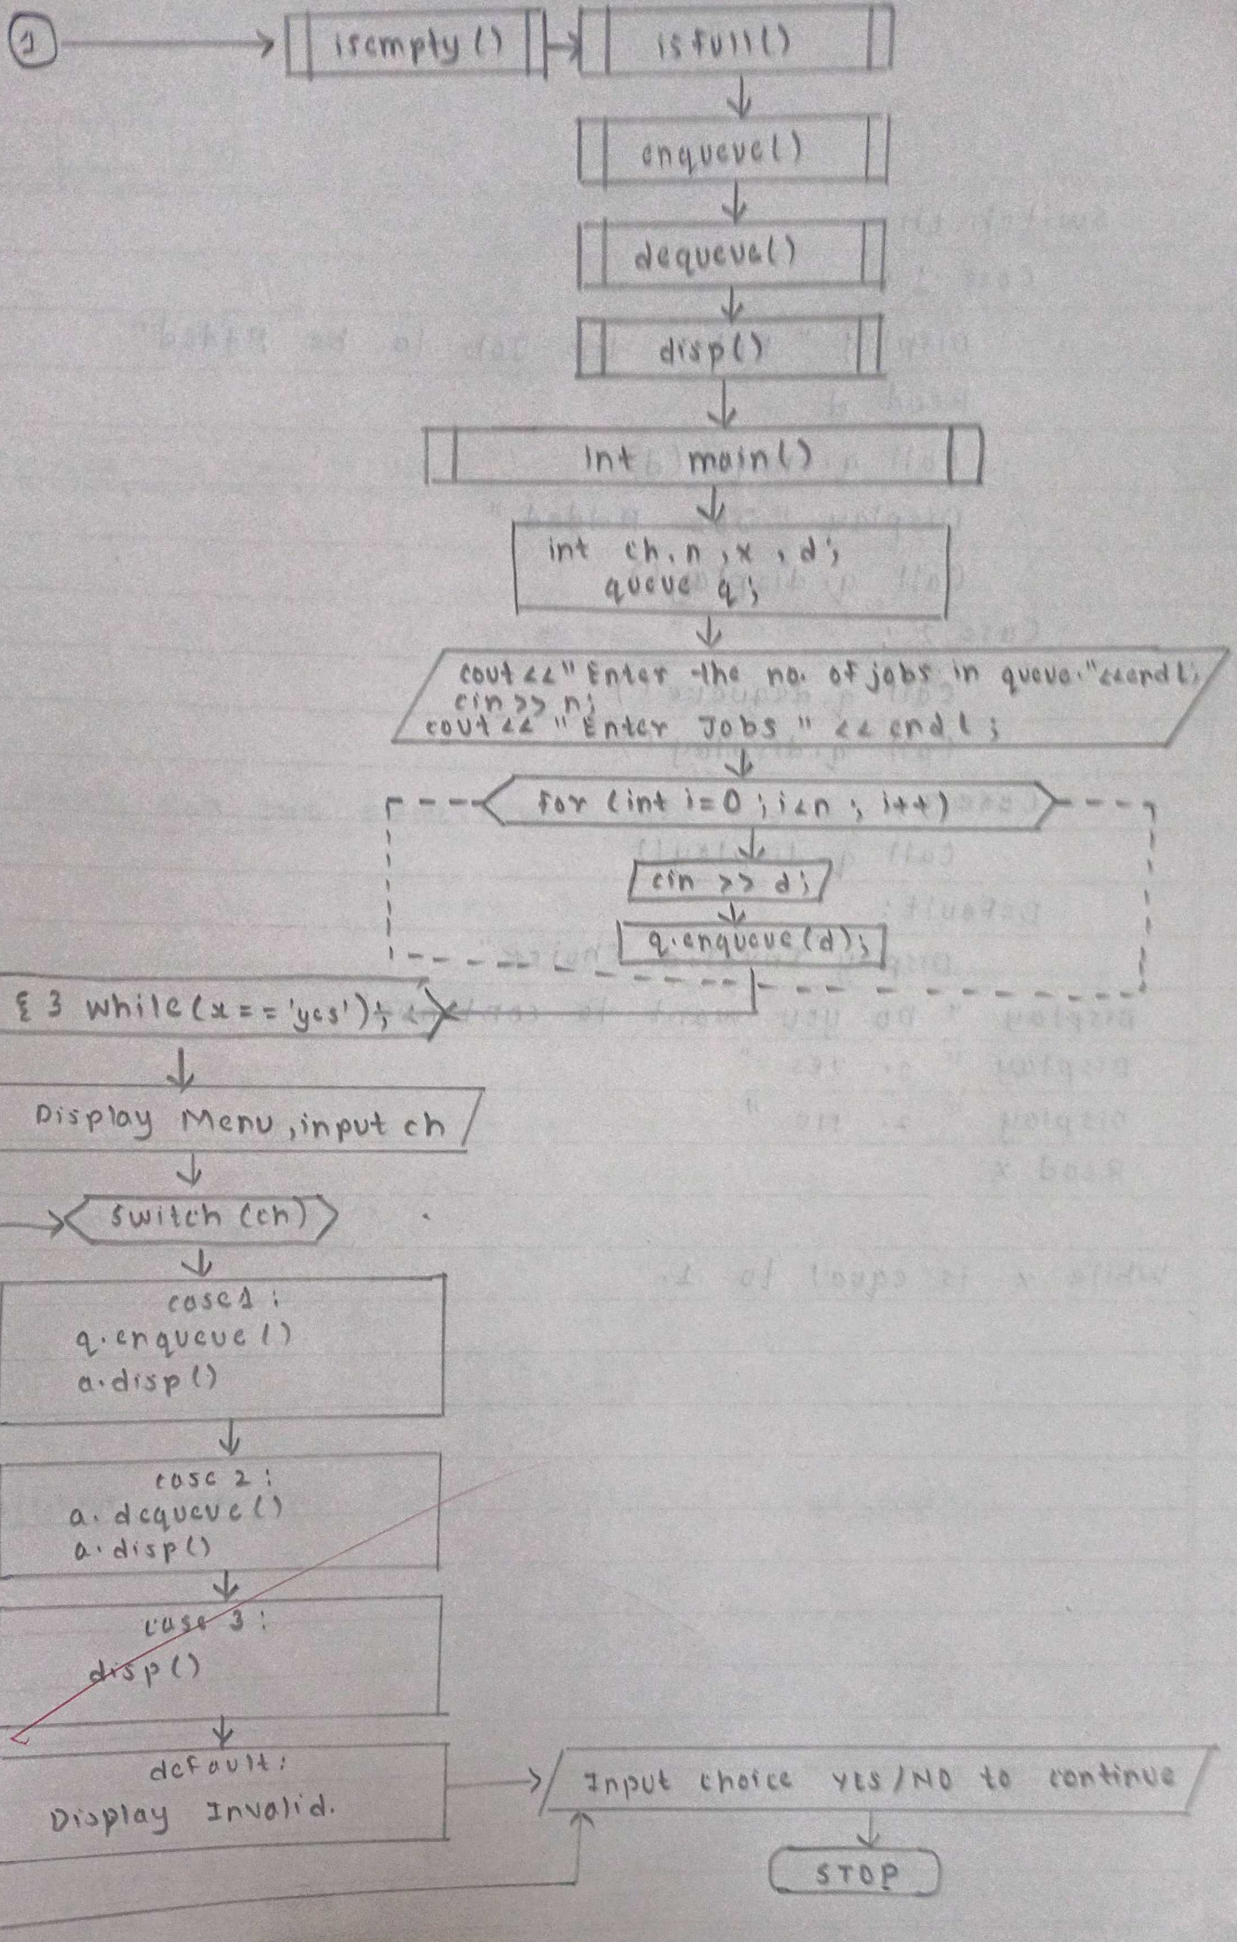 1
isempty()
isfull()
enqueue()
dequeue()
disp()
int main()
int ch, n, x, d;
queue q;
cout << "Enter the no. of jobs in queue."<<endl;
cin >> n;
cout << "Enter Jobs " << endl;
for (int i=0; i<n; i++)
cin >> d;
q.enqueue(d);
{ } while(x == 'yes');
Display Menu, input ch
switch (ch)
case 1:
q.enqueue()
a.disp()
case 2:
a.dequeue()
a.disp()
case 3:
disp()
default:
Display Invalid.
Input choice YES/NO to continue
STOP